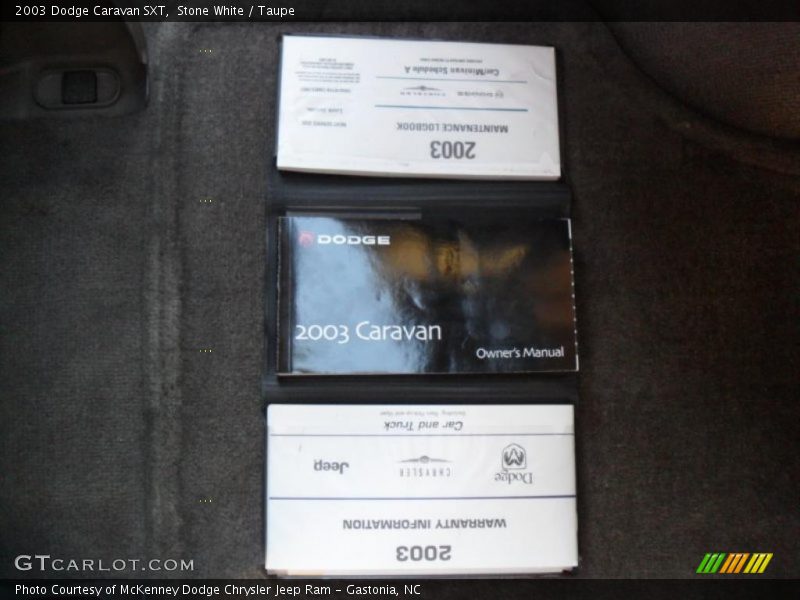 2003 Dodge Caravan SXT,  Stone White / Taupe
2003
MAINTENANCE LOGBOOK
DODGE CHRYSLER
Car/Minivan Schedule A
DODGE
2003 Caravan
Owner's Manual
2003
WARRANTY INFORMATION
Dodge CHRYSLER Jeep
Car and Truck
GTCARLOT.COM
Photo Courtesy of McKenney Dodge Chrysler Jeep Ram – Gastonia, NC